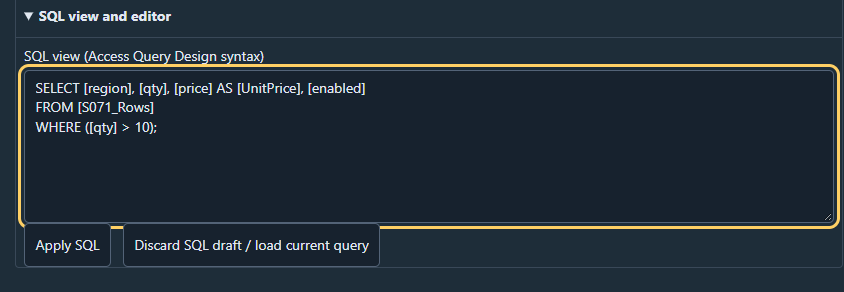 ▼ SQL view and editor
SQL view (Access Query Design syntax)
SELECT [region], [qty], [price] AS [UnitPrice], [enabled]
FROM [S071_Rows]
WHERE ([qty] > 10);
Apply SQL
Discard SQL draft / load current query